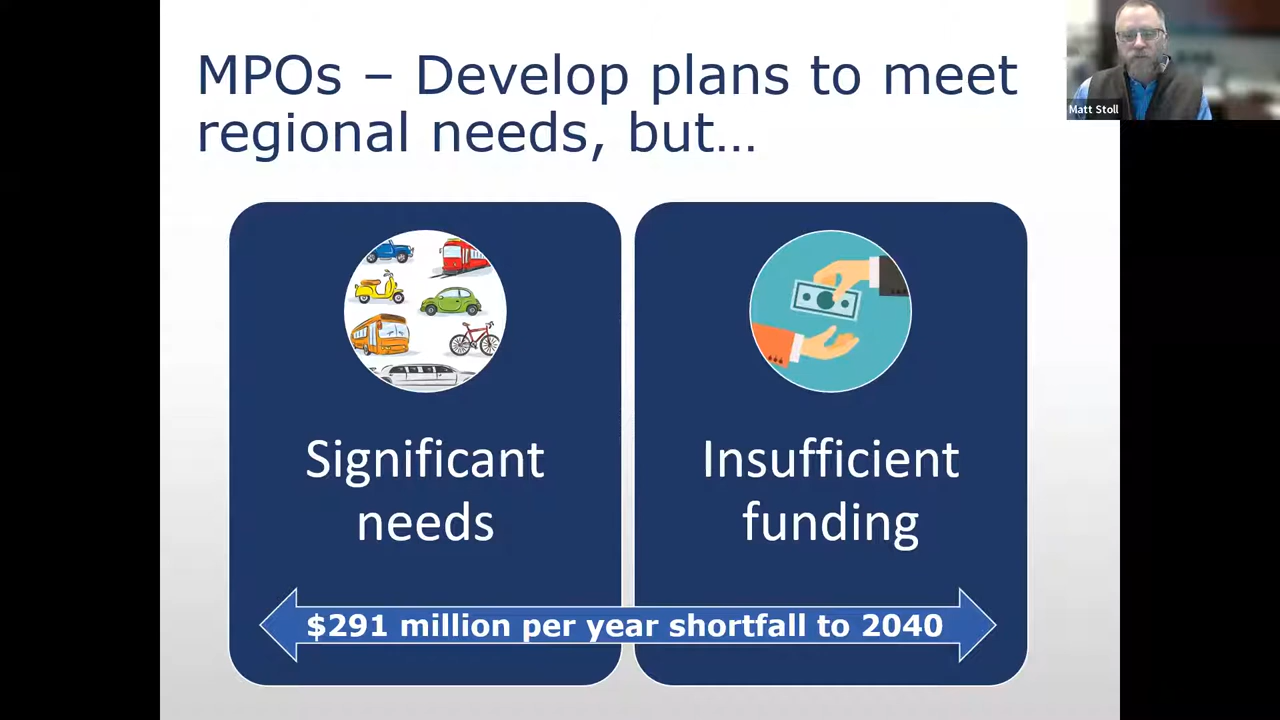 MPOs – Develop plans to meet
regional needs, but…
Matt Stoll
Significant
needs
Insufficient
funding
$291 million per year shortfall to 2040